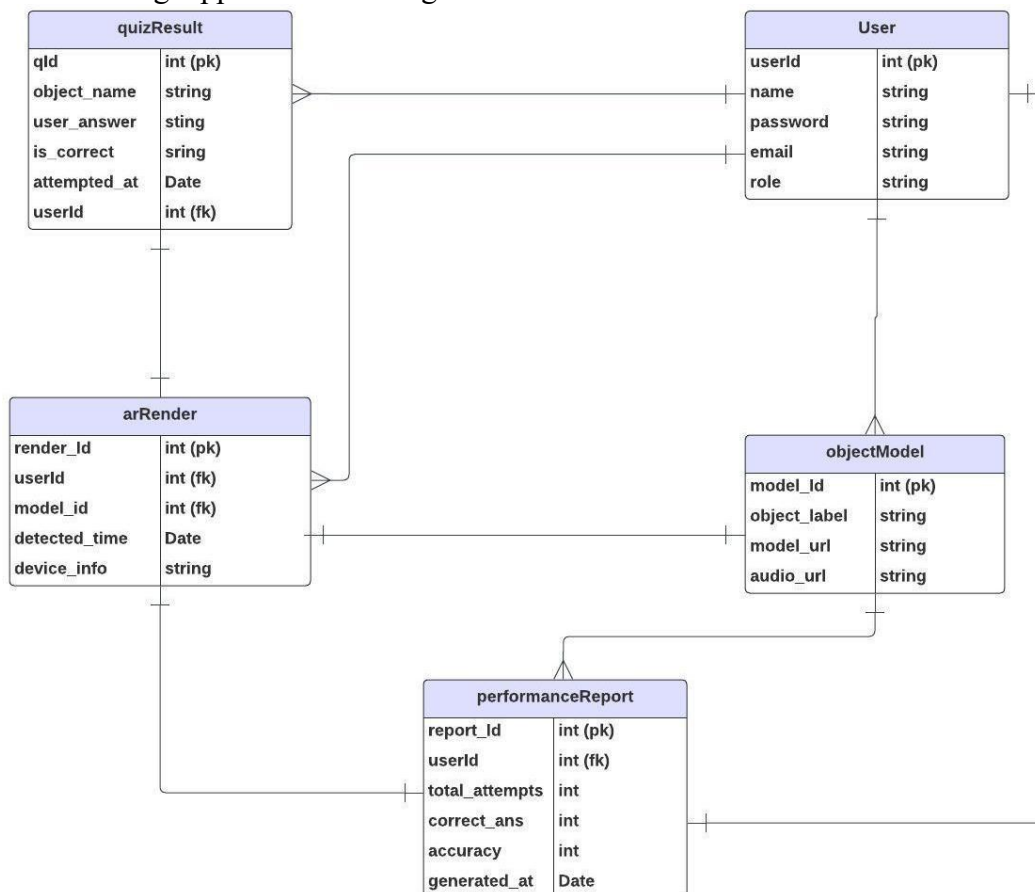 quizResult
qId int (pk)
object_name string
user_answer sting
is_correct sring
attempted_at Date
userId int (fk)
User
userId int (pk)
name string
password string
email string
role string
arRender
render_Id int (pk)
userId int (fk)
model_id int (fk)
detected_time Date
device_info string
objectModel
model_Id int (pk)
object_label string
model_url string
audio_url string
performanceReport
report_Id int (pk)
userId int (fk)
total_attempts int
correct_ans int
accuracy int
generated_at Date